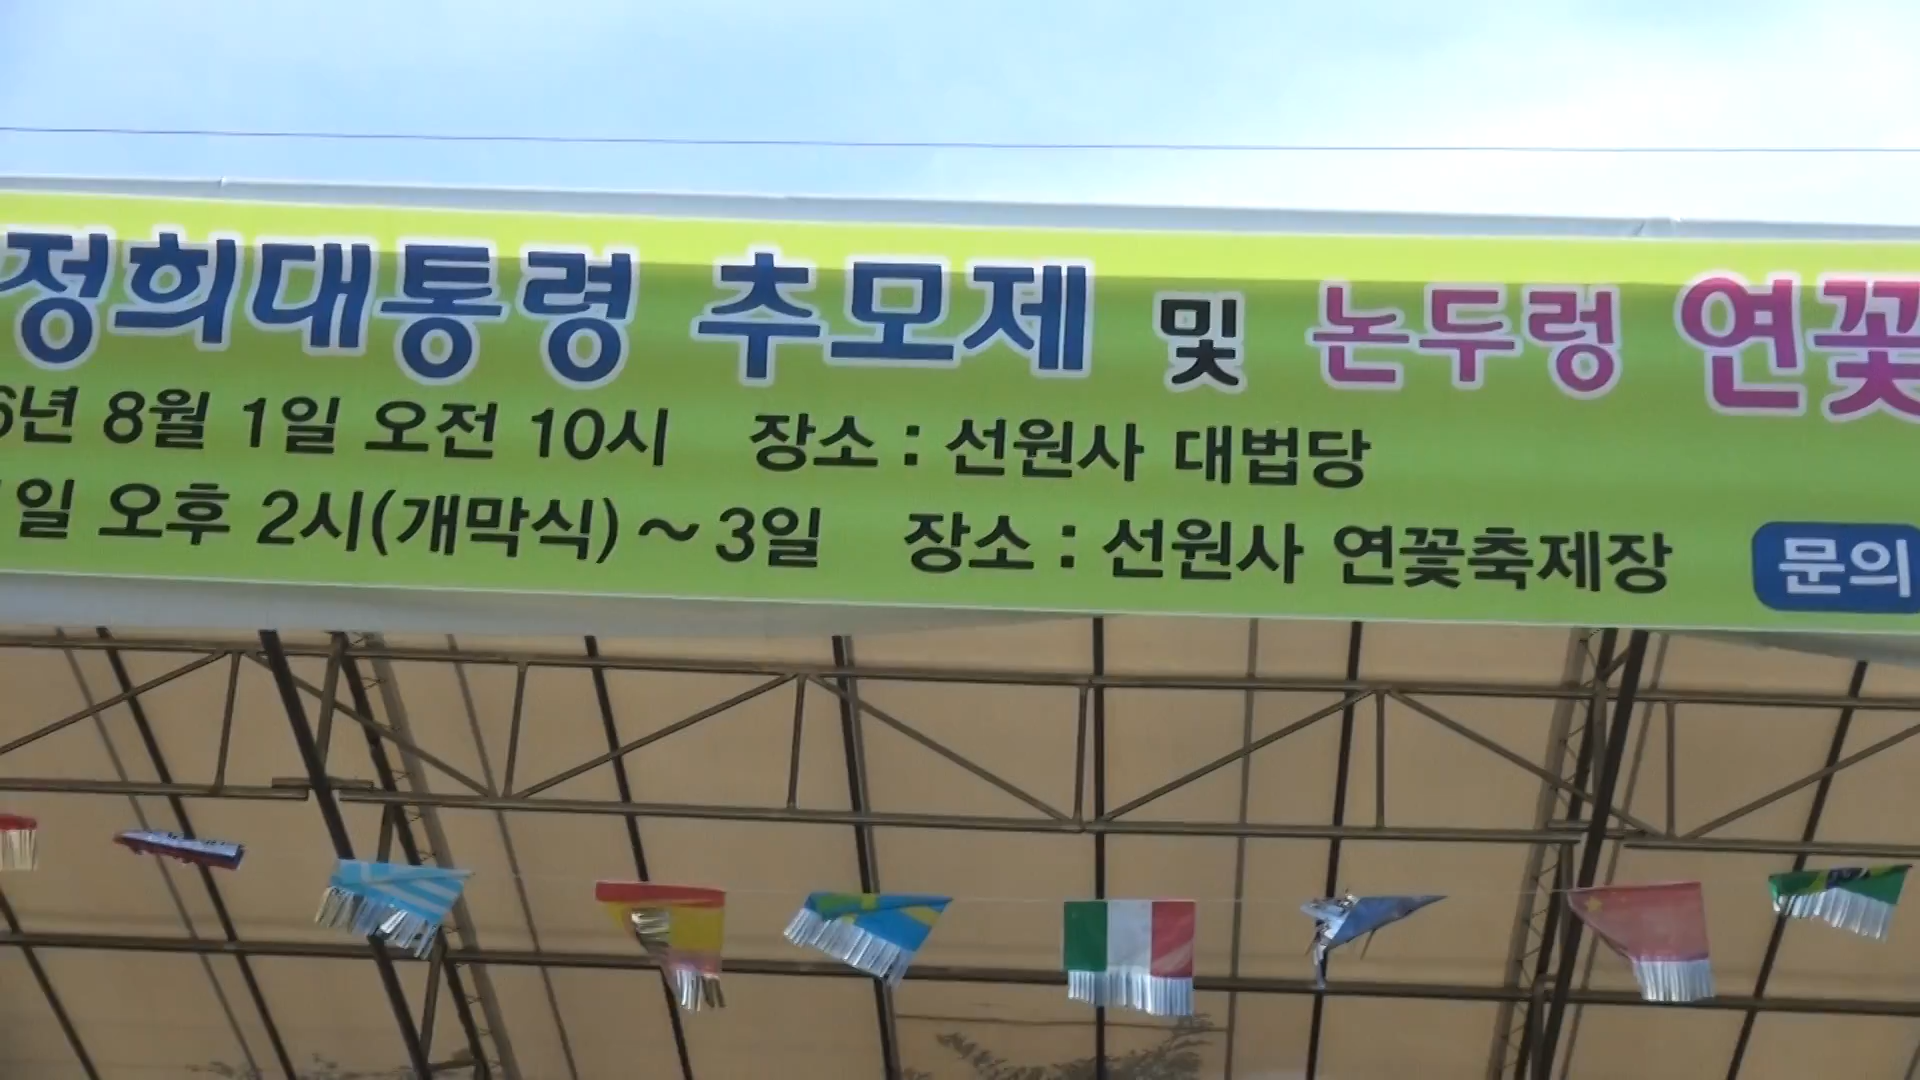 정희대통령 추모제 및 논두렁 연꽃
6년 8월 1일 오전 10시 장소 : 선원사 대법당
1일 오후 2시(개막식)~3일 장소 : 선원사 연꽃축제장 문의